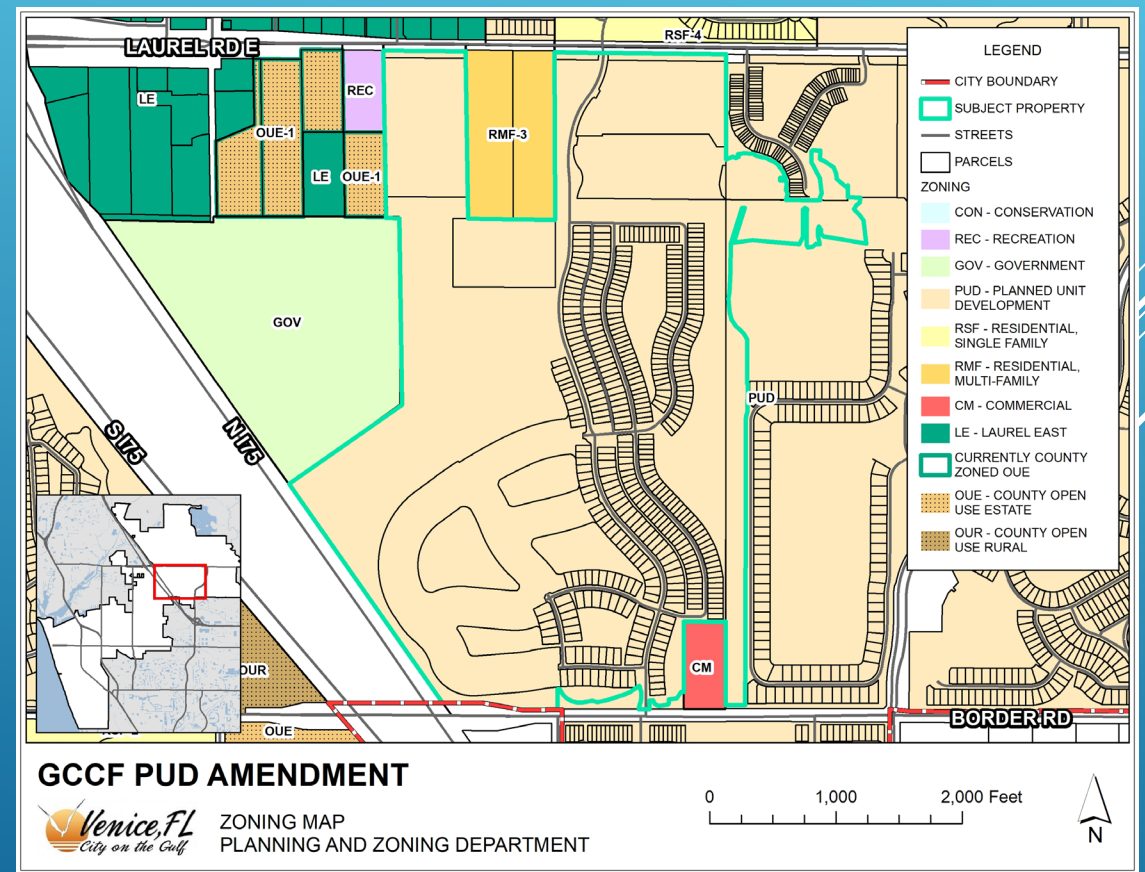 LAUREL RD E
RSF-4
LE
REC
OUE-1
RMF-3
LE
OUE-1
GOV
PUD
S I75
N I75
OUR
CM
OUE
BORDER RD
LEGEND
CITY BOUNDARY
SUBJECT PROPERTY
STREETS
PARCELS
ZONING
CON - CONSERVATION
REC - RECREATION
GOV - GOVERNMENT
PUD - PLANNED UNIT
DEVELOPMENT
RSF - RESIDENTIAL,
SINGLE FAMILY
RMF - RESIDENTIAL,
MULTI-FAMILY
CM - COMMERCIAL
LE - LAUREL EAST
CURRENTLY COUNTY
ZONED OUE
OUE - COUNTY OPEN
USE ESTATE
OUR - COUNTY OPEN
USE RURAL
GCCF PUD AMENDMENT
Venice, FL
City on the Gulf
ZONING MAP
PLANNING AND ZONING DEPARTMENT
0 1,000 2,000 Feet
N